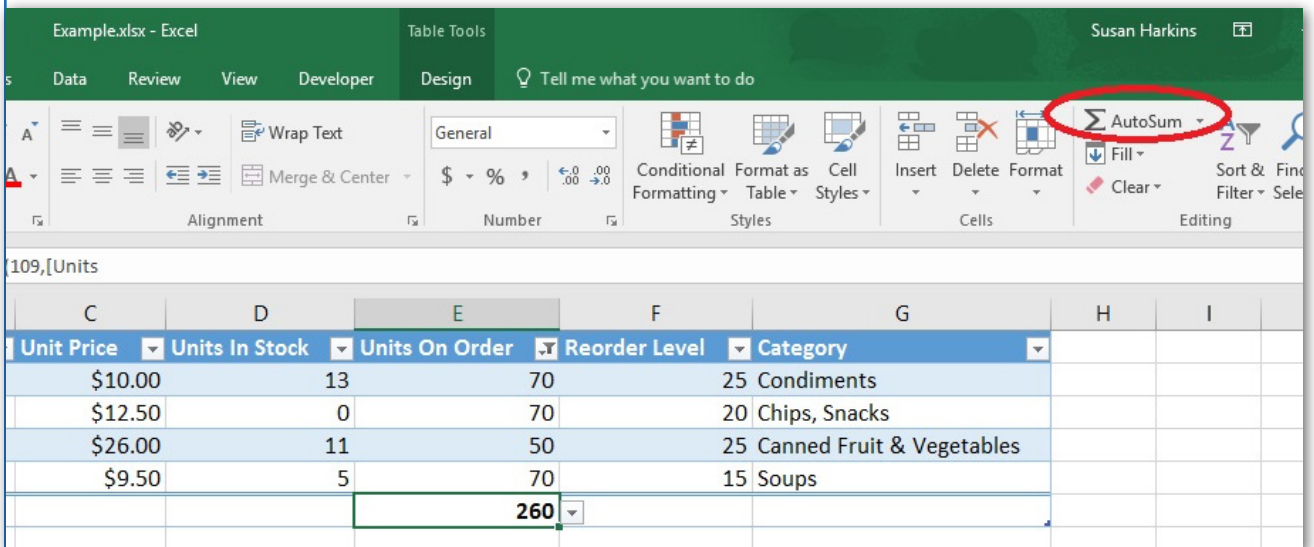 Example.xlsx - Excel Table Tools Susan Harkins
s Data Review View Developer Design Tell me what you want to do
A Wrap Text General AutoSum
Fill
A Merge & Center $ % , .0 .00 .00 .0 Conditional Format as Cell Insert Delete Format Sort & Find
Formatting Table Styles Clear Filter Sele
Alignment Number Styles Cells Editing
(109,[Units
C D E F G H I
Unit Price Units In Stock Units On Order Reorder Level Category
$10.00 13 70 25 Condiments
$12.50 0 70 20 Chips, Snacks
$26.00 11 50 25 Canned Fruit & Vegetables
$9.50 5 70 15 Soups
260